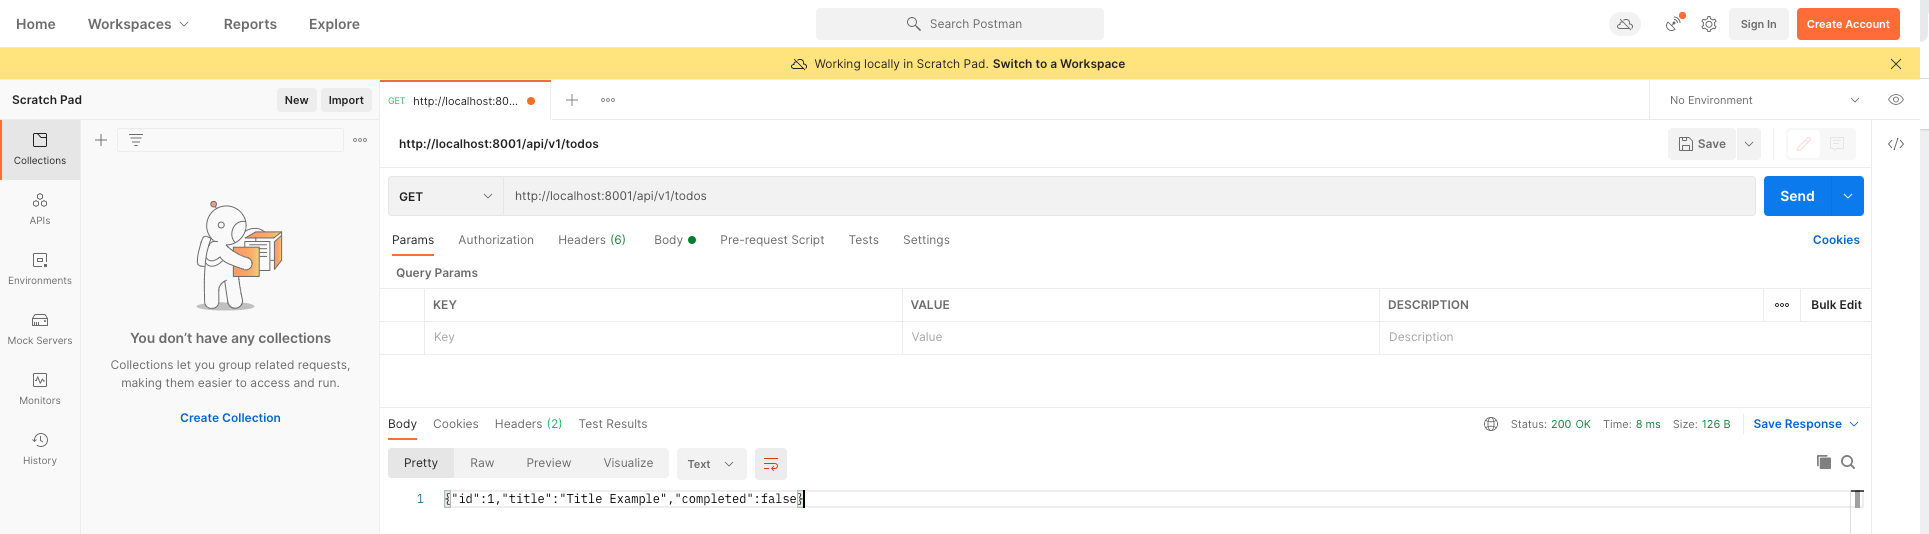 Home Workspaces Reports Explore Search Postman Sign In Create Account
Working locally in Scratch Pad. Switch to a Workspace
Scratch Pad New Import GET http://localhost:80... No Environment
http://localhost:8001/api/v1/todos Save </>
Collections
APIs
Environments
Mock Servers
Monitors
History
You don't have any collections
Collections let you group related requests,
making them easier to access and run.
Create Collection
GET http://localhost:8001/api/v1/todos Send
Params Authorization Headers (6) Body Pre-request Script Tests Settings Cookies
Query Params
KEY VALUE DESCRIPTION Bulk Edit
Key Value Description
Body Cookies Headers (2) Test Results Status: 200 OK Time: 8 ms Size: 126 B Save Response
Pretty Raw Preview Visualize Text
1 {"id":1,"title":"Title Example","completed":false}